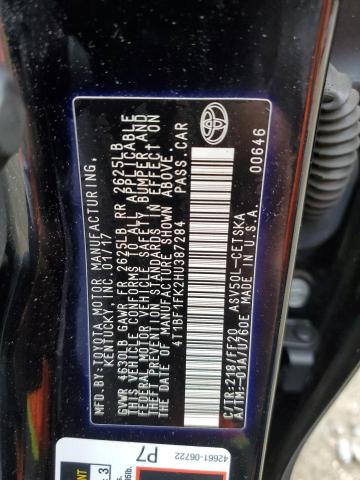 MFD. BY: TOYOTA MOTOR MANUFACTURING,
KENTUCKY, INC. 01/17
GVWR 4630LB GAWR FR 2625LB RR 2625LB
THIS VEHICLE CONFORMS TO ALL APPLICABLE
FEDERAL MOTOR VEHICLE SAFETY, BUMPER, AND
THEFT PREVENTION STANDARDS IN EFFECT ON
THE DATE OF MANUFACTURE SHOWN ABOVE.
4T1BF1FK2HU387284 PASS.CAR
C/TR:218/FF20 ASV50L-CETSKA
A/TM:-01A/U760E MADE IN U.S.A.
00646
TOYOTA
42661-06722
P7
3